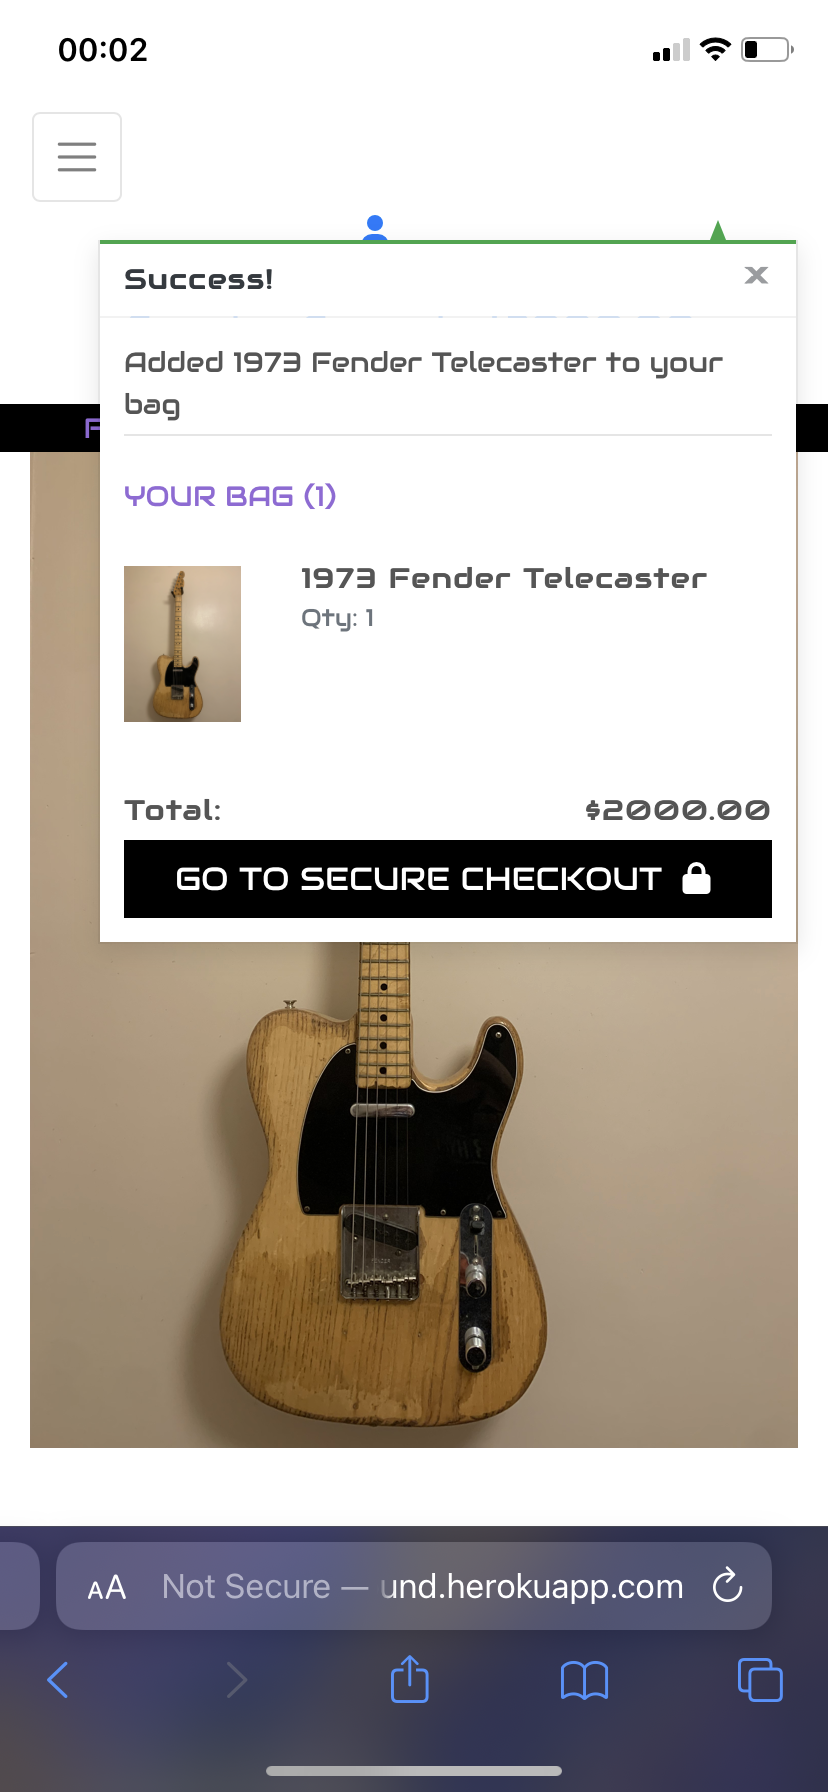 00:02
Success!
x
Added 1973 Fender Telecaster to your
bag
F
YOUR BAG (1)
1973 Fender Telecaster
Qty: 1
Total: $2000.00
GO TO SECURE CHECKOUT
AA Not Secure — und.herokuapp.com